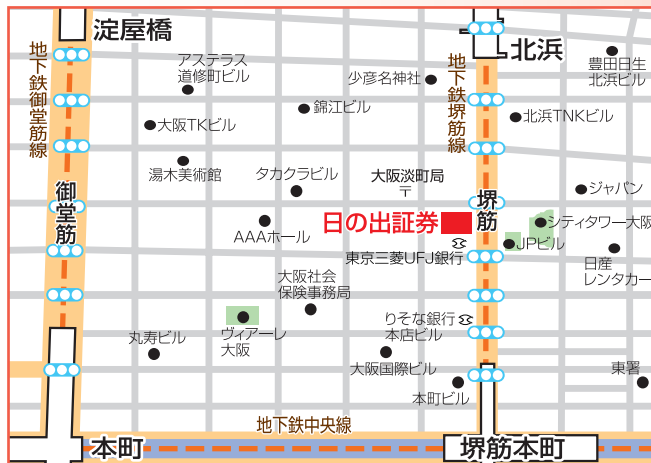 淀屋橋
北浜
地下鉄御堂筋線
アステラス
道修町ビル
少彦名神社
地下鉄堺筋線
豊田日生
北浜ビル
錦江ビル
大阪TKビル
北浜TNKビル
湯木美術館
タカクラビル
大阪淡町局
〒
ジャパン
御堂筋
堺筋
日の出証券
シティタワー大阪
AAAホール
JPビル
東京三菱UFJ銀行
日産
レンタカー
大阪社会
保険事務局
りそな銀行
本店ビル
丸寿ビル
ヴィアーレ
大阪
大阪国際ビル
東署
本町ビル
地下鉄中央線
本町
堺筋本町